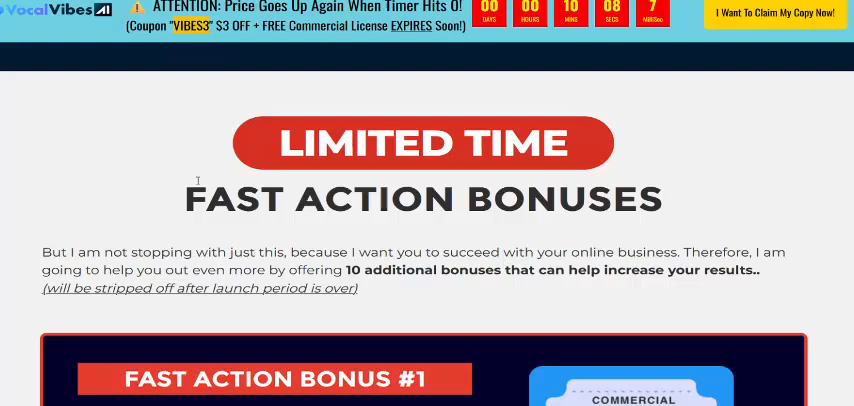 VocalVibes AI
⚠️ ATTENTION: Price Goes Up Again When Timer Hits 0!
(Coupon "VIBES3" $3 OFF + FREE Commercial License EXPIRES Soon!)
00 00 10 08 7
DAYS HOURS MINS SECS MilliSec
I Want To Claim My Copy Now!
LIMITED TIME
FAST ACTION BONUSES
But I am not stopping with just this, because I want you to succeed with your online business. Therefore, I am
going to help you out even more by offering 10 additional bonuses that can help increase your results..
(will be stripped off after launch period is over)
FAST ACTION BONUS #1
COMMERCIAL